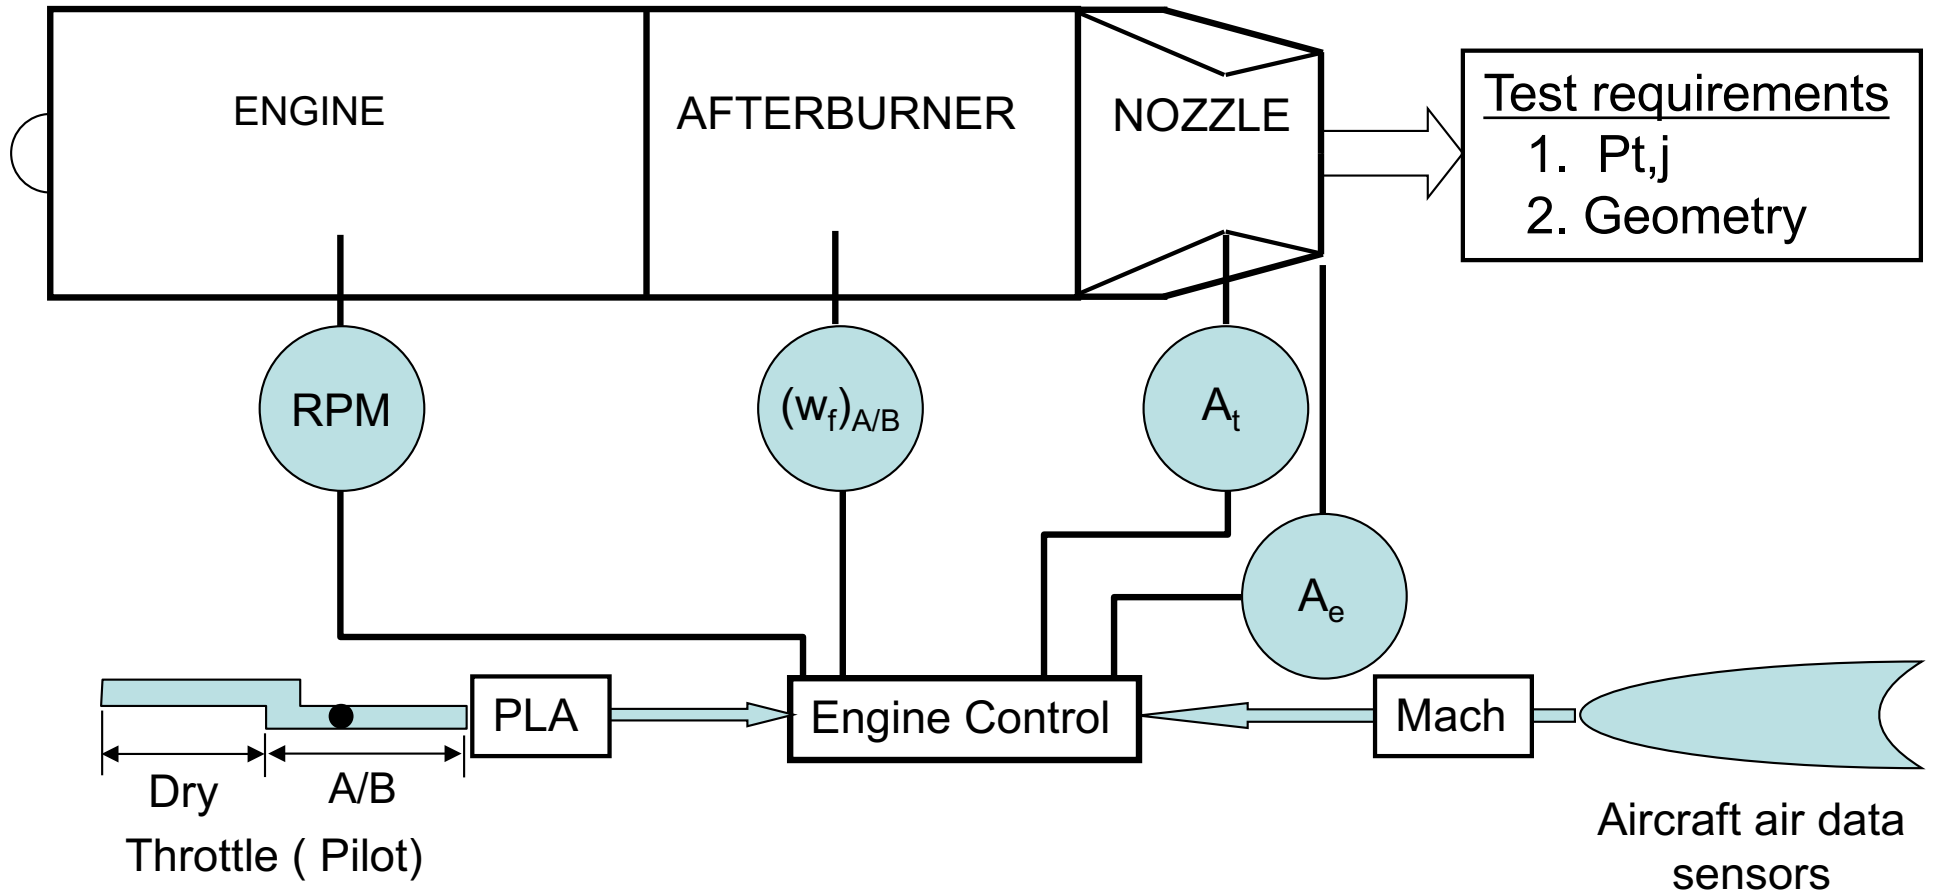 ENGINE
AFTERBURNER
NOZZLE
Test requirements
1. Pt,j
2. Geometry
RPM
(wf)A/B
At
Ae
PLA
Engine Control
Mach
Dry
A/B
Throttle ( Pilot)
Aircraft air data
sensors